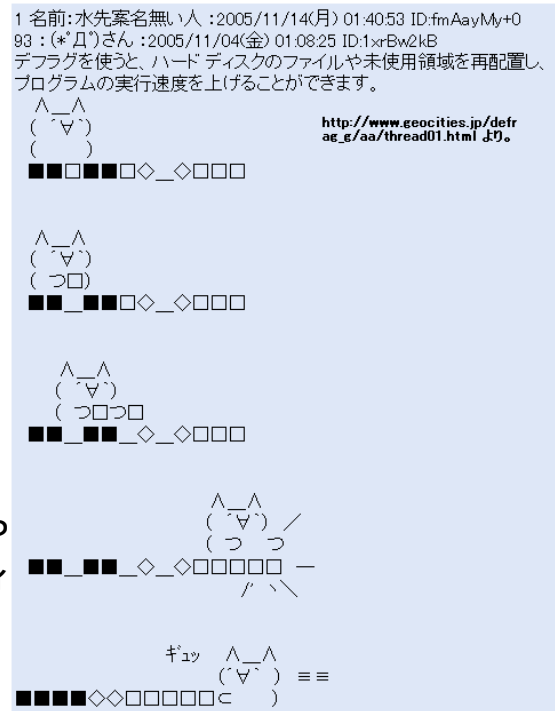 1 名前：水先案名無い人 ：2005/11/14(月) 01:40:53 ID:fmAayMy+0
93 ： (*ﾟДﾟ)さん ：2005/11/04(金) 01:08:25 ID:1xrBw2kB
デフラグを使うと、ハード ディスクのファイルや未使用領域を再配置し、
プログラムの実行速度を上げることができます。
∧＿∧
（ ´∀｀）
（　　　）
■■□■■□◇＿◇□□□
http://www.geocities.jp/defr
ag_g/aa/thread01.html より。
∧＿∧
（ ´∀｀）
（ つ□）
■■＿■■□◇＿◇□□□
∧＿∧
（ ´∀｀）
（ つ□つ□
■■＿■■＿◇＿◇□□□
∧＿∧
（ ´∀｀） ／
（ つ　つ
■■＿■■＿◇＿◇□□□□□ ―
/' ヽ＼
ｷﾞｭｯ ∧＿∧
（´∀｀ ） ≡≡
■■■■◇◇□□□□□⊂　　）